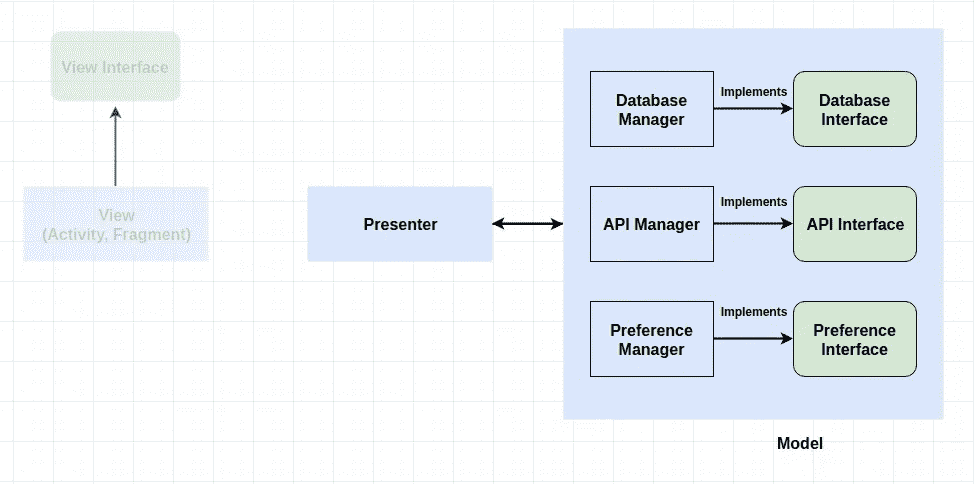 View Interface
View
(Activity, Fragment)
Presenter
Database
Manager
Implements
Database
Interface
API Manager
Implements
API Interface
Preference
Manager
Implements
Preference
Interface
Model